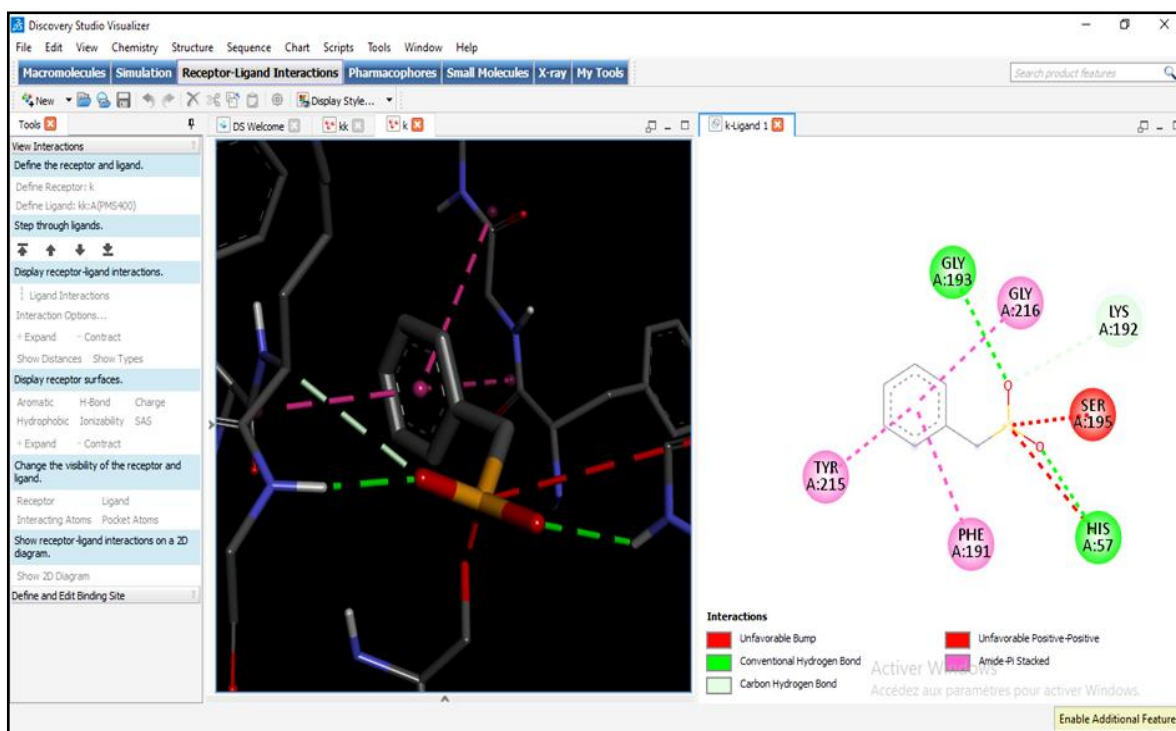 Discovery Studio Visualizer
File Edit View Chemistry Structure Sequence Chart Scripts Tools Window Help
Macromolecules Simulation Receptor-Ligand Interactions Pharmacophores Small Molecules X-ray My Tools
Search product features
New Display Style...
Tools
DS Welcome kk k
k-Ligand 1
View Interactions
Define the receptor and ligand.
Define Receptor: k
Define Ligand: kk:A(PMS400)
Step through ligands.
Display receptor-ligand interactions.
Ligand Interactions
Interaction Options...
+ Expand - Contract
Show Distances Show Types
Display receptor surfaces.
Aromatic H-Bond Charge
Hydrophobic Ionizability SAS
+ Expand - Contract
Change the visibility of the receptor and
ligand.
Receptor Ligand
Interacting Atoms Pocket Atoms
Show receptor-ligand interactions on a 2D
diagram.
Show 2D Diagram
Define and Edit Binding Site
GLY
A:193
GLY
A:216
LYS
A:192
SER
A:195
O
O
TYR
A:215
PHE
A:191
HIS
A:57
Interactions
Unfavorable Bump
Conventional Hydrogen Bond
Carbon Hydrogen Bond
Unfavorable Positive-Positive
Amide-Pi Stacked
Activer Windows
Accédez aux paramètres pour activer Windows.
Enable Additional Feature